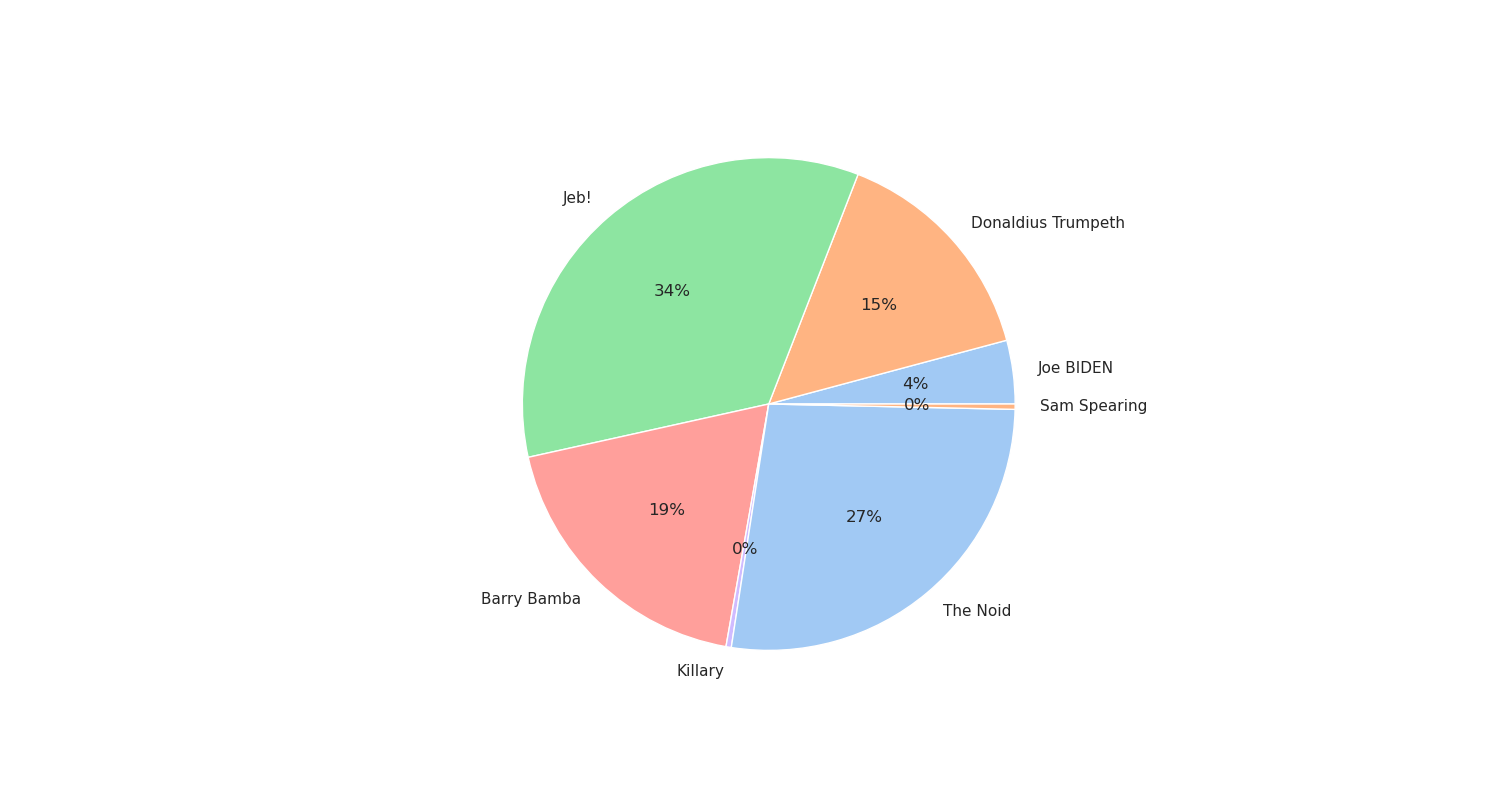 Jeb!
Donaldius Trumpeth
34%
15%
Joe BIDEN
4%
0%
Sam Spearing
19%
27%
0%
Barry Bamba
The Noid
Killary